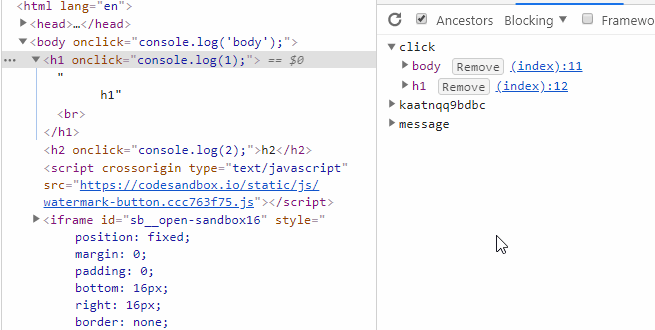 <html lang="en">
<head>…</head>
<body onclick="console.log('body');">
<h1 onclick="console.log(1);"> == $0
"
h1"
<br>
</h1>
<h2 onclick="console.log(2);">h2</h2>
<script crossorigin type="text/javascript"
src="https://codesandbox.io/static/js/
watermark-button.ccc763f75.js"></script>
<iframe id="sb__open-sandbox16" style="
position: fixed;
margin: 0;
padding: 0;
bottom: 16px;
right: 16px;
border: none;
Ancestors Blocking Framewo
click
body Remove (index):11
h1 Remove (index):12
kaatnqq9bdbc
message